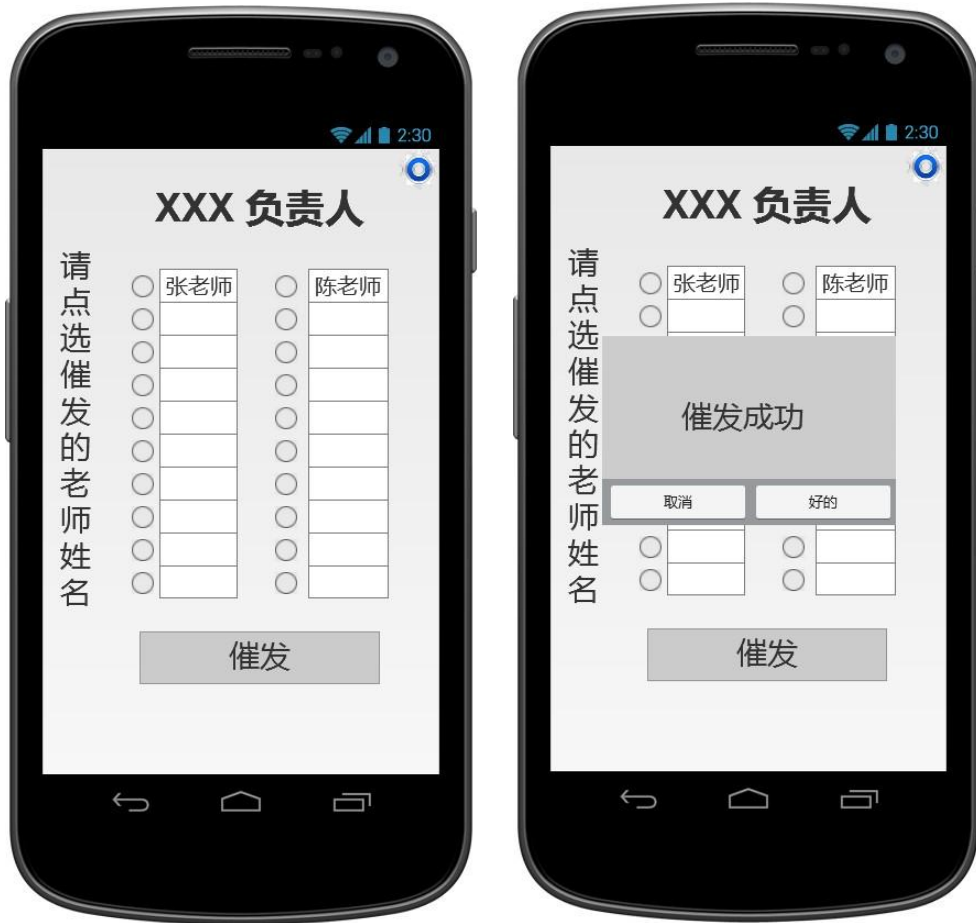 2:30
XXX 负责人
请点选催发的老师姓名
张老师
陈老师
催发
2:30
XXX 负责人
请点选催发的老师姓名
张老师
陈老师
催发成功
取消
好的
催发